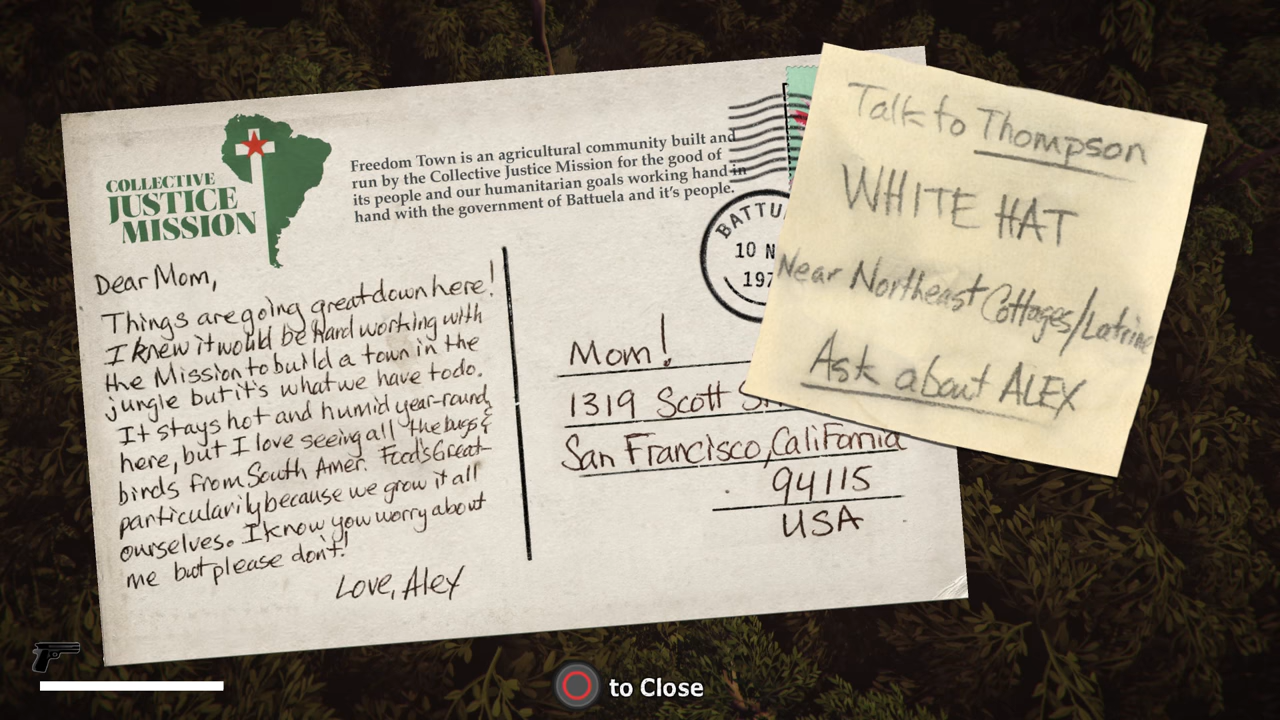 COLLECTIVE
JUSTICE
MISSION
Freedom Town is an agricultural community built and
run by the Collective Justice Mission for the good of
its people and our humanitarian goals working hand in
hand with the government of Battuela and it's people.
Dear Mom,
Things are going great down here!
I knew it would be hard working with
the Mission to build a town in the
jungle but it's what we have to do.
It stays hot and humid year-round
here, but I love seeing all the bugs &
birds from South Amer. Food's Great
particularily because we grow it all
ourselves. I know you worry about
me but please don't!
Love, Alex
BATTU
10 N
197
Mom!
1319 Scott S
San Francisco, California
94115
USA
Talk to Thompson
WHITE HAT
Near Northeast Cottages/Latrine
Ask about ALEX
to Close